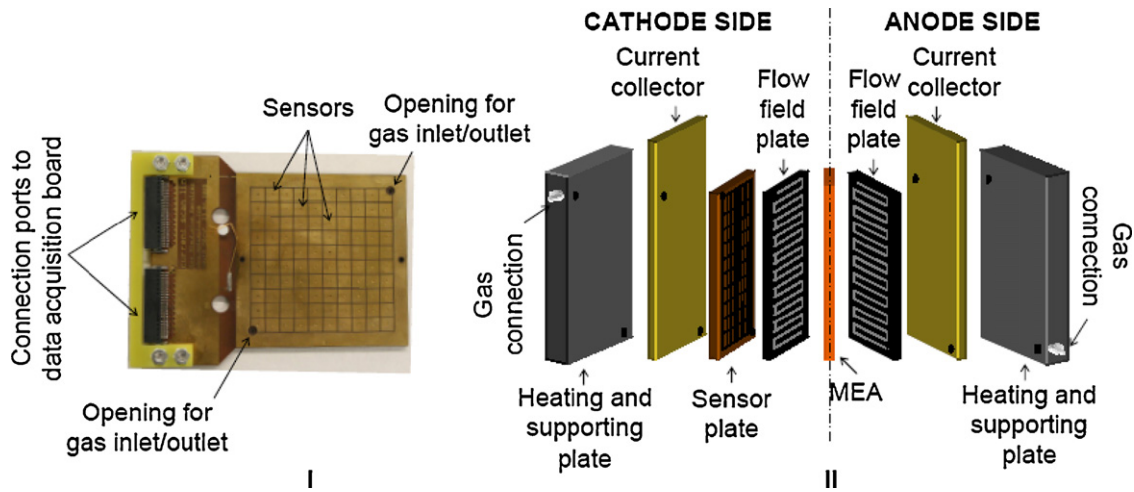 Connection ports to
data acquisition board
Sensors
Opening for
gas inlet/outlet
Opening for
gas inlet/outlet
I
CATHODE SIDE
ANODE SIDE
Current
collector
Flow
field
plate
Flow
field
plate
Current
collector
Gas
connection
Gas
connection
Heating and
supporting
plate
Sensor
plate
MEA
Heating and
supporting
plate
II